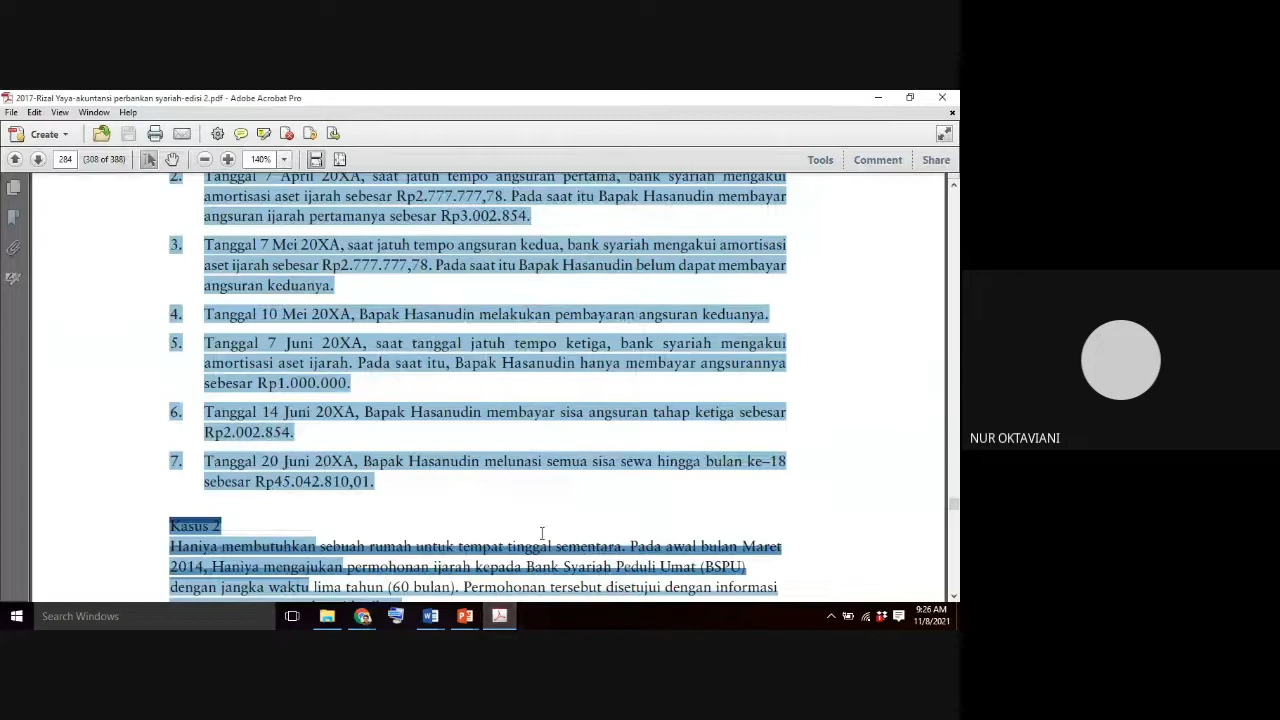 2017-Rizal Yaya-akuntansi perbankan syariah-edisi 2.pdf - Adobe Acrobat Pro
File Edit View Window Help
Create
284 (308 of 388) 140% Tools Comment Share
2. Tanggal 7 April 20XA, saat jatuh tempo angsuran pertama, bank syariah mengakui
amortisasi aset ijarah sebesar Rp2.777.777,78. Pada saat itu Bapak Hasanudin membayar
angsuran ijarah pertamanya sebesar Rp3.002.854.
3. Tanggal 7 Mei 20XA, saat jatuh tempo angsuran kedua, bank syariah mengakui amortisasi
aset ijarah sebesar Rp2.777.777,78. Pada saat itu Bapak Hasanudin belum dapat membayar
angsuran keduanya.
4. Tanggal 10 Mei 20XA, Bapak Hasanudin melakukan pembayaran angsuran keduanya.
5. Tanggal 7 Juni 20XA, saat tanggal jatuh tempo ketiga, bank syariah mengakui
amortisasi aset ijarah. Pada saat itu, Bapak Hasanudin hanya membayar angsurannya
sebesar Rp1.000.000.
6. Tanggal 14 Juni 20XA, Bapak Hasanudin membayar sisa angsuran tahap ketiga sebesar
Rp2.002.854.
7. Tanggal 20 Juni 20XA, Bapak Hasanudin melunasi semua sisa sewa hingga bulan ke–18
sebesar Rp45.042.810,01.
Kasus 2
Haniya membutuhkan sebuah rumah untuk tempat tinggal sementara. Pada awal bulan Maret
2014, Haniya mengajukan permohonan ijarah kepada Bank Syariah Peduli Umat (BSPU)
dengan jangka waktu lima tahun (60 bulan). Permohonan tersebut disetujui dengan informasi
Search Windows
9:26 AM
11/8/2021
NUR OKTAVIANI